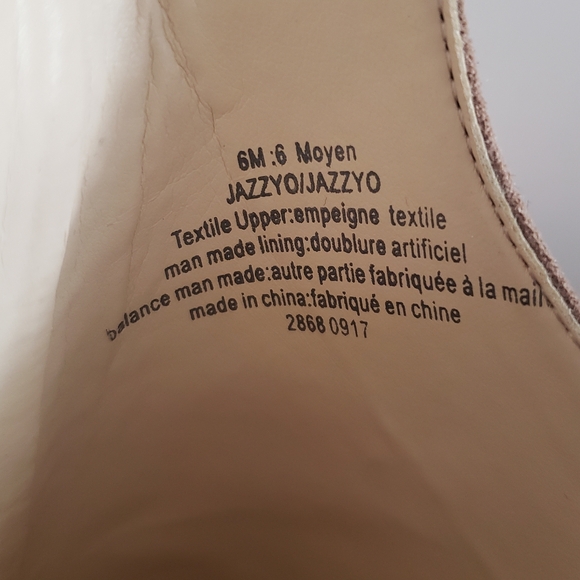 6M :6 Moyen
JAZZYO/JAZZYO
Textile Upper:empeigne textile
man made lining:doublure artificiel
balance man made:autre partie fabriquée à la mail
made in china:fabriqué en chine
2868 0917